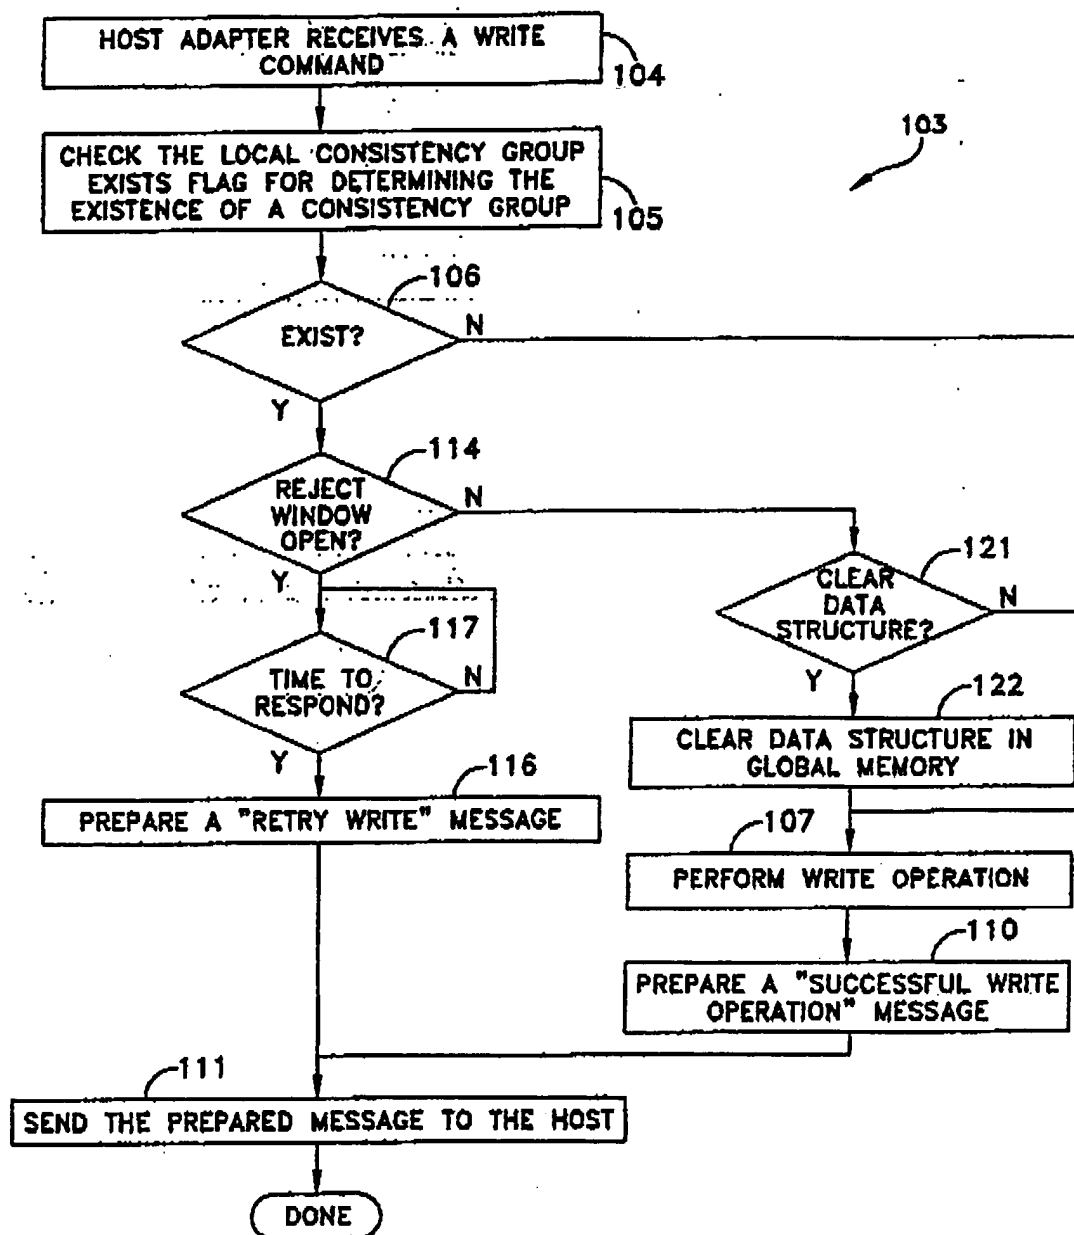 HOST ADAPTER RECEIVES A WRITE
COMMAND
104
103
CHECK THE LOCAL CONSISTENCY GROUP
EXISTS FLAG FOR DETERMINING THE
EXISTENCE OF A CONSISTENCY GROUP
105
106
EXIST?
N
Y
114
REJECT
WINDOW
OPEN?
N
Y
121
CLEAR
DATA
STRUCTURE?
N
Y
117
TIME TO
RESPOND?
N
Y
122
CLEAR DATA STRUCTURE IN
GLOBAL MEMORY
116
PREPARE A "RETRY WRITE" MESSAGE
107
PERFORM WRITE OPERATION
110
PREPARE A "SUCCESSFUL WRITE
OPERATION" MESSAGE
111
SEND THE PREPARED MESSAGE TO THE HOST
DONE